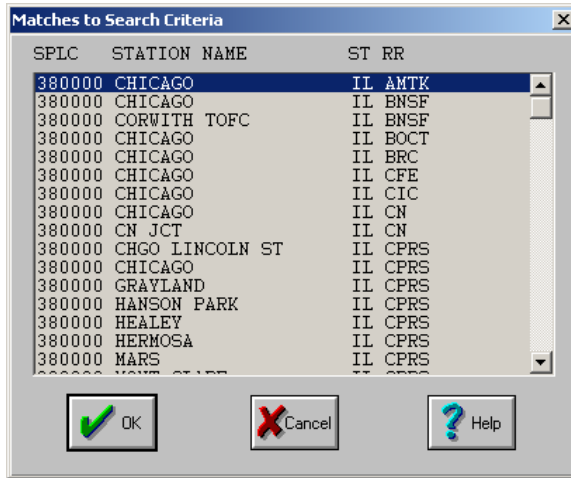 Matches to Search Criteria
SPLC STATION NAME ST RR
380000 CHICAGO IL AMTK
380000 CHICAGO IL BNSF
380000 CORWITH TOFC IL BNSF
380000 CHICAGO IL BOCT
380000 CHICAGO IL BRC
380000 CHICAGO IL CFE
380000 CHICAGO IL CIC
380000 CHICAGO IL CN
380000 CN JCT IL CN
380000 CHGO LINCOLN ST IL CPRS
380000 CHICAGO IL CPRS
380000 GRAYLAND IL CPRS
380000 HANSON PARK IL CPRS
380000 HEALEY IL CPRS
380000 HERMOSA IL CPRS
380000 MARS IL CPRS
OK Cancel Help